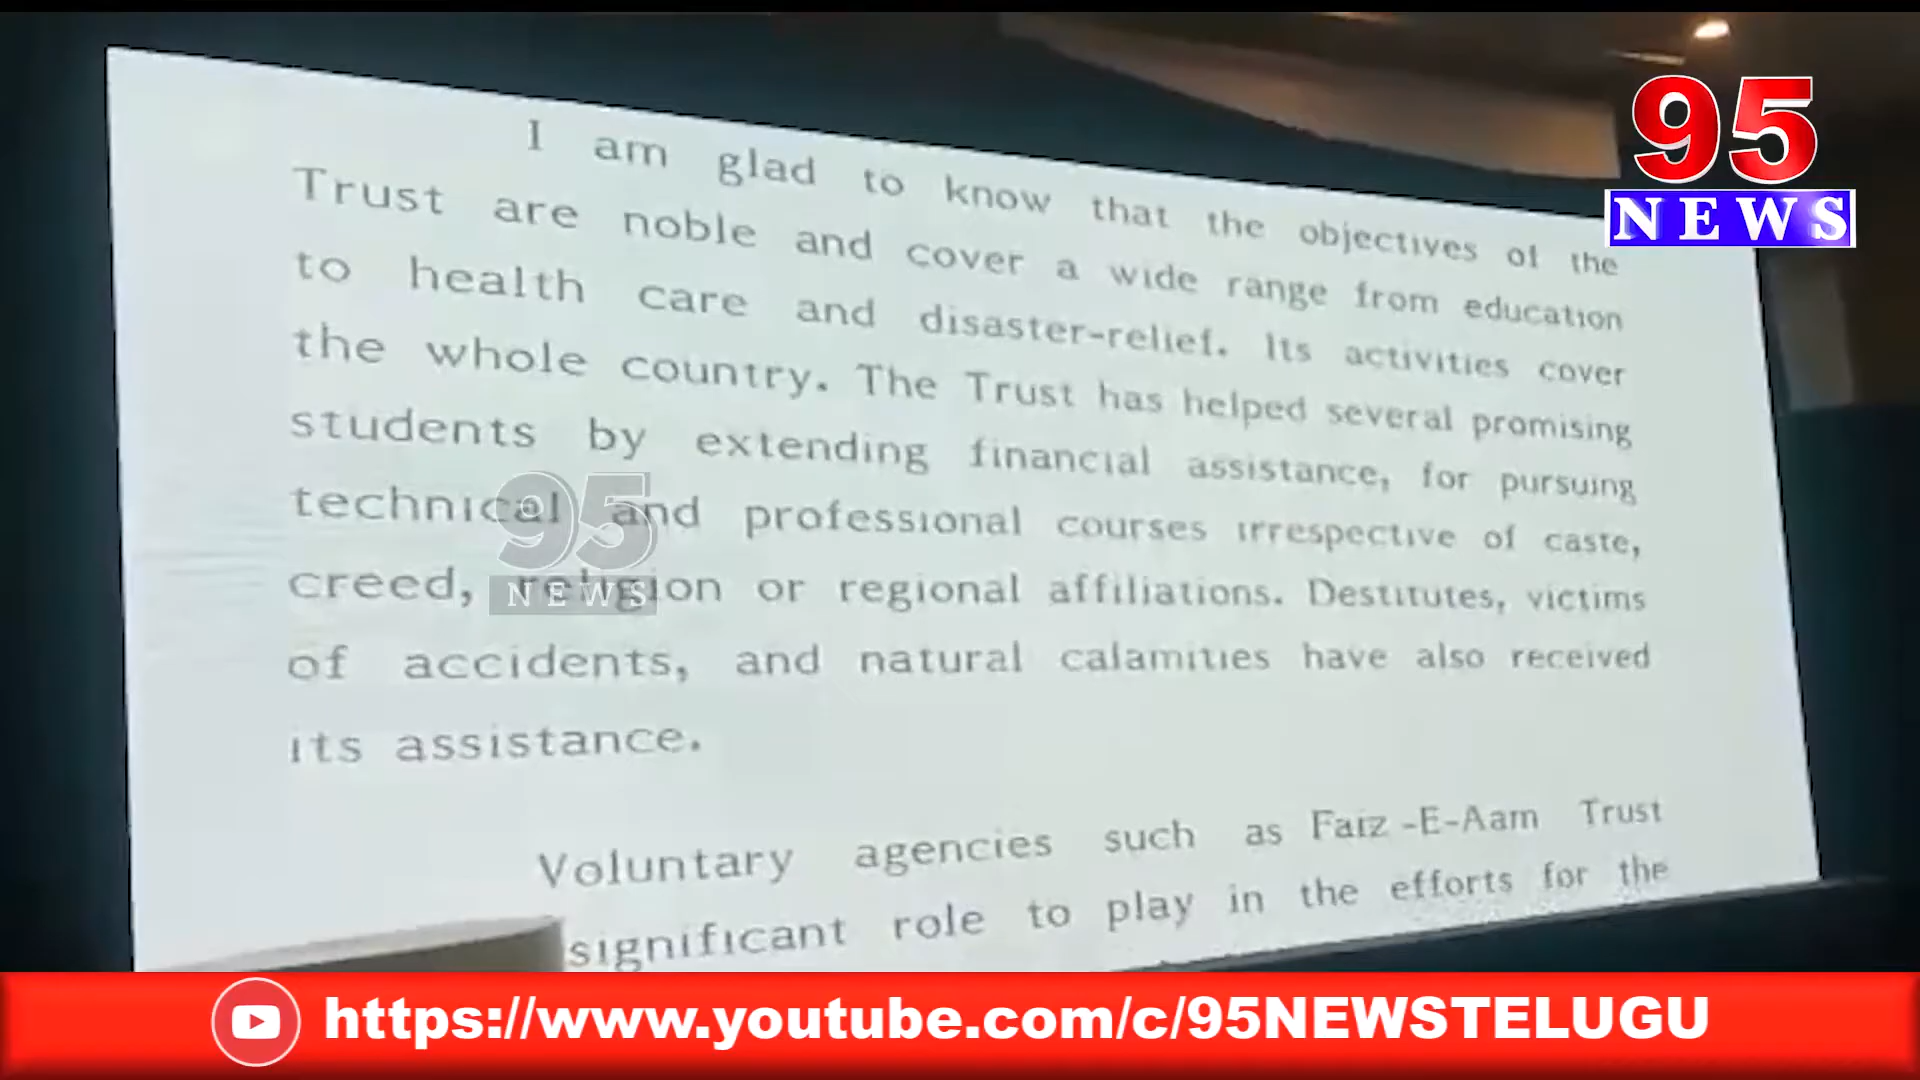 95
NEWS
I am glad to know that the objectives of the
Trust are noble and cover a wide range from education
to health care and disaster-relief. Its activities cover
the whole country. The Trust has helped several promising
students by extending financial assistance, for pursuing
technical and professional courses irrespective of caste,
creed, religion or regional affiliations. Destitutes, victims
of accidents, and natural calamities have also received
its assistance.
95
NEWS
Voluntary agencies such as Faiz-E-Aam Trust
significant role to play in the efforts for the
https://www.youtube.com/c/95NEWSTELUGU